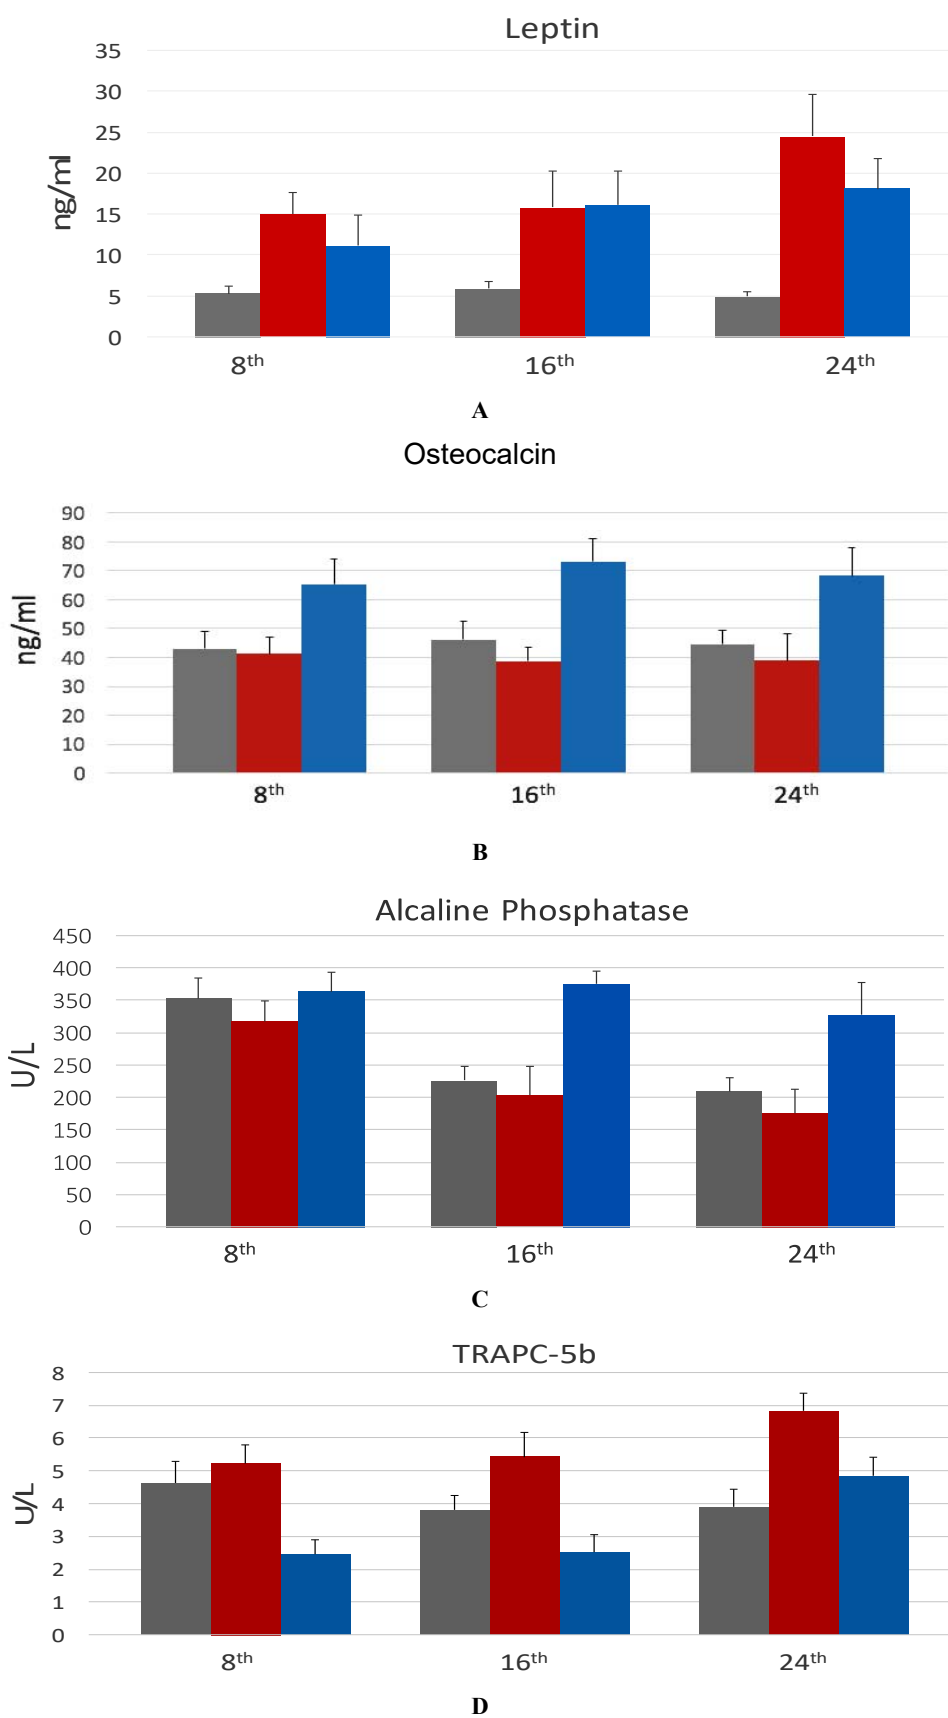 Leptin
35
30
25
20
15
10
5
0
ng/ml
8th
16th
24th
A
Osteocalcin
90
80
70
60
50
40
30
20
10
0
ng/ml
8th
16th
24th
B
Alcaline Phosphatase
450
400
350
300
250
200
150
100
50
0
U/L
8th
16th
24th
C
TRAPC-5b
8
7
6
5
4
3
2
1
0
U/L
8th
16th
24th
D